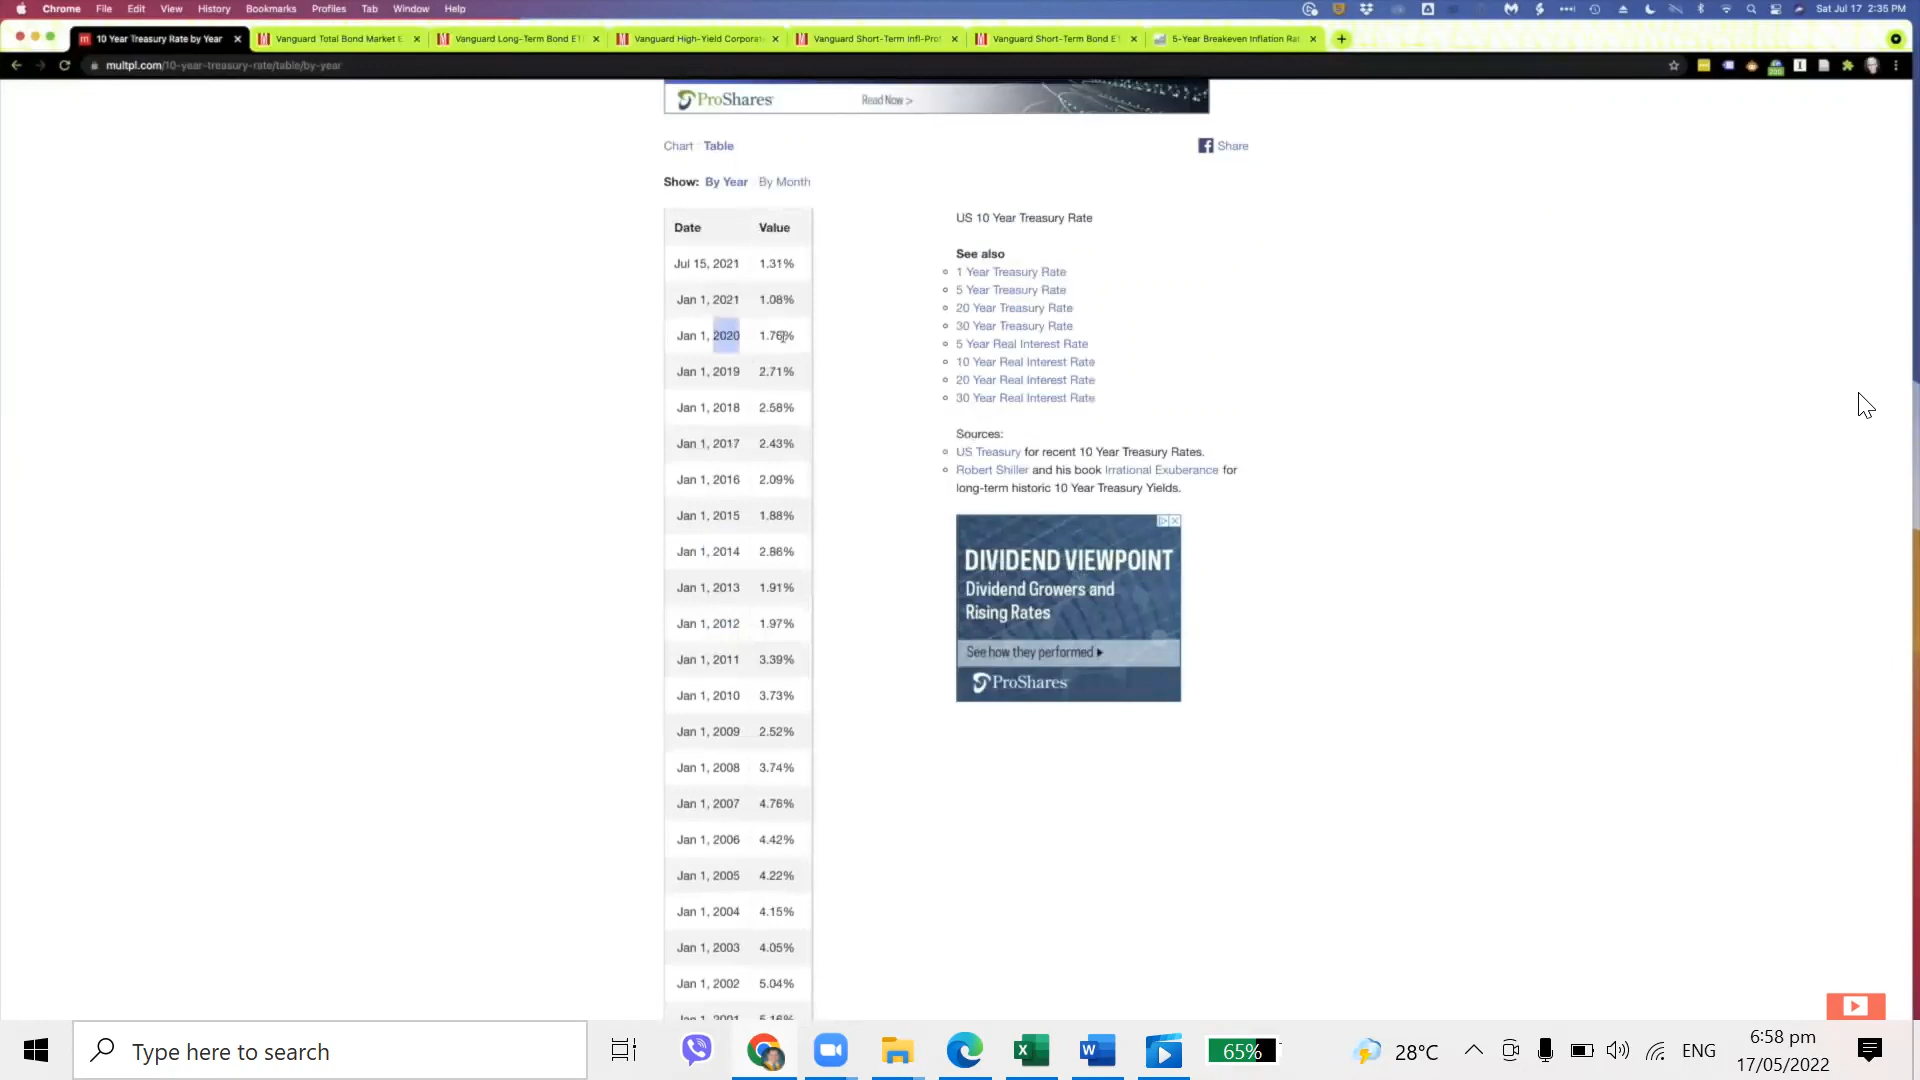 Chrome File Edit View History Bookmarks Profiles Tab Window Help
Sat Jul 17 2:35 PM
10 Year Treasury Rate by Year
Vanguard Total Bond Market E
Vanguard Long-Term Bond ET
Vanguard High-Yield Corporat
Vanguard Short-Term Infl-Prot
Vanguard Short-Term Bond ET
5-Year Breakeven Inflation Rat
multpl.com/10-year-treasury-rate/table/by-year
ProShares Read Now >
Chart Table
Share
Show: By Year By Month
Date Value
Jul 15, 2021 1.31%
Jan 1, 2021 1.08%
Jan 1, 2020 1.76%
Jan 1, 2019 2.71%
Jan 1, 2018 2.58%
Jan 1, 2017 2.43%
Jan 1, 2016 2.09%
Jan 1, 2015 1.88%
Jan 1, 2014 2.86%
Jan 1, 2013 1.91%
Jan 1, 2012 1.97%
Jan 1, 2011 3.39%
Jan 1, 2010 3.73%
Jan 1, 2009 2.52%
Jan 1, 2008 3.74%
Jan 1, 2007 4.76%
Jan 1, 2006 4.42%
Jan 1, 2005 4.22%
Jan 1, 2004 4.15%
Jan 1, 2003 4.05%
Jan 1, 2002 5.04%
Jan 1, 2001 5.16%
US 10 Year Treasury Rate
See also
1 Year Treasury Rate
5 Year Treasury Rate
20 Year Treasury Rate
30 Year Treasury Rate
5 Year Real Interest Rate
10 Year Real Interest Rate
20 Year Real Interest Rate
30 Year Real Interest Rate
Sources:
US Treasury for recent 10 Year Treasury Rates.
Robert Shiller and his book Irrational Exuberance for
long-term historic 10 Year Treasury Yields.
DIVIDEND VIEWPOINT
Dividend Growers and
Rising Rates
See how they performed
ProShares
Type here to search
65%
28°C
ENG
6:58 pm
17/05/2022